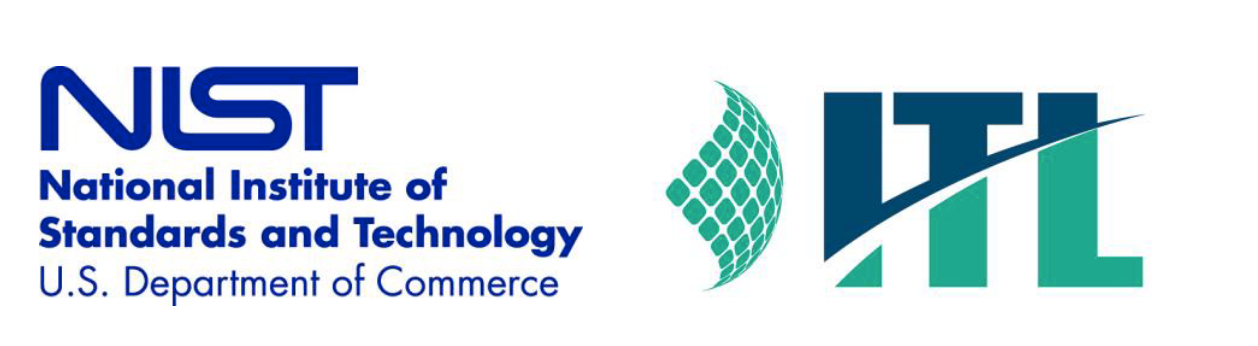 NIST
National Institute of
Standards and Technology
U.S. Department of Commerce
ITL